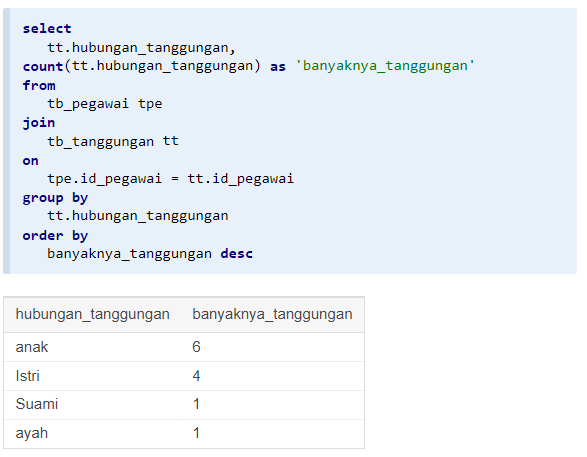 select
tt.hubungan_tanggungan,
count(tt.hubungan_tanggungan) as 'banyaknya_tanggungan'
from
tb_pegawai tpe
join
tb_tanggungan tt
on
tpe.id_pegawai = tt.id_pegawai
group by
tt.hubungan_tanggungan
order by
banyaknya_tanggungan desc
hubungan_tanggungan banyaknya_tanggungan
anak 6
Istri 4
Suami 1
ayah 1